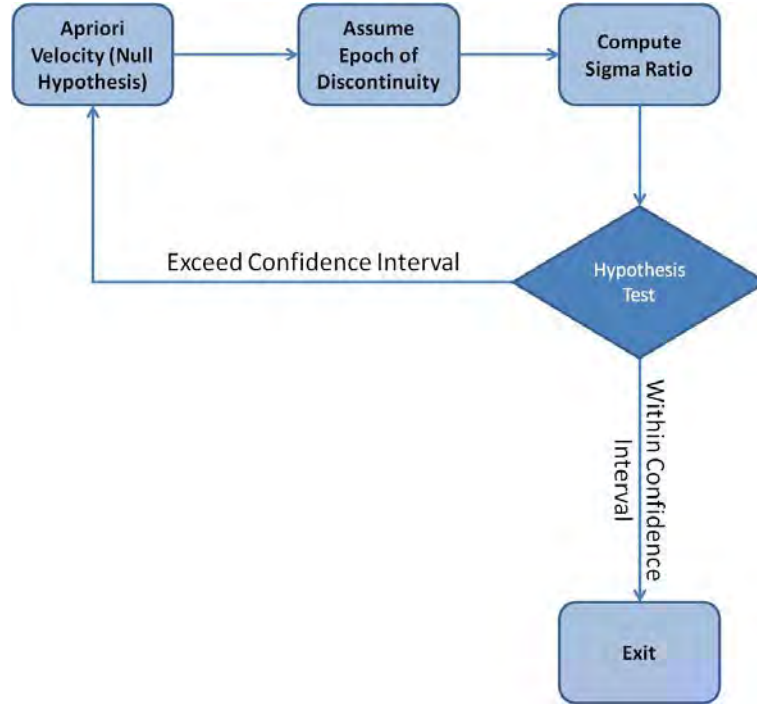 Apriori
Velocity (Null
Hypothesis)
Assume
Epoch of
Discontinuity
Compute
Sigma Ratio
Exceed Confidence Interval
Hypothesis
Test
Within Confidence
Interval
Exit